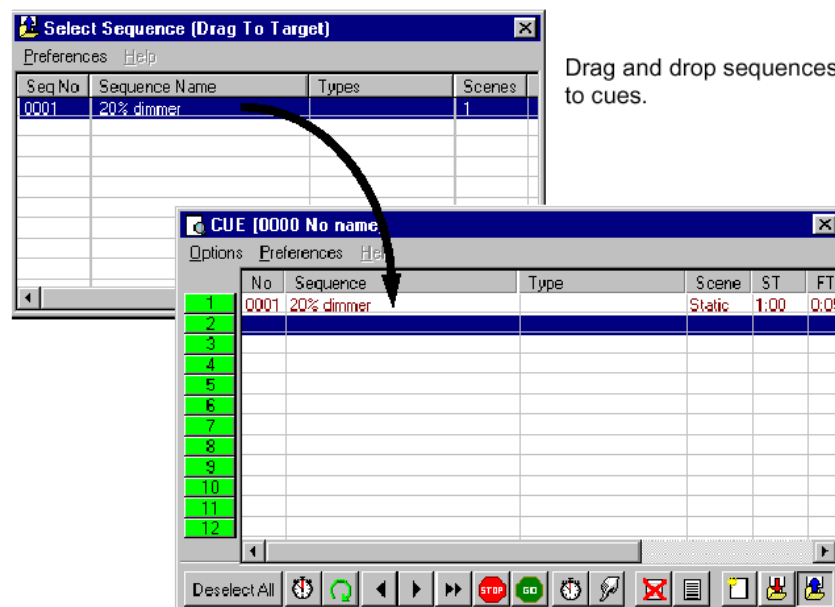 Select Sequence (Drag To Target)
Preferences Help
Seq No Sequence Name Types Scenes
0001 20% dimmer 1
Drag and drop sequences
to cues.
CUE [0000 No name
Options Preferences
No Sequence Type Scene ST FT
1 0001 20% dimmer Static 1:00
2
3
4
5
6
7
8
9
10
11
12
Deselect All STOP GO